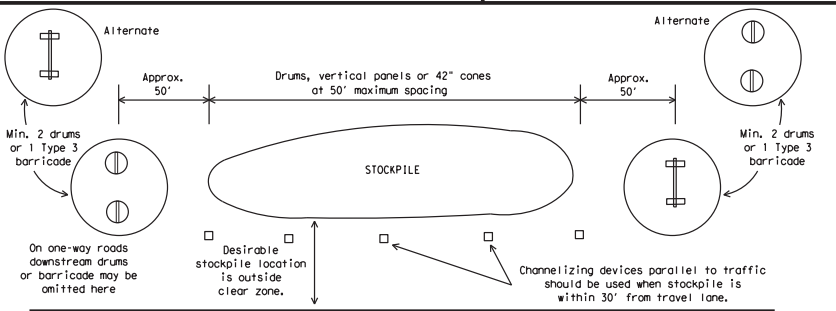 Alternate
Alternate
Approx.
50'
Drums, vertical panels or 42" cones
at 50' maximum spacing
Approx.
50'
Min. 2 drums
or 1 Type 3
barricade
STOCKPILE
Min. 2 drums
or 1 Type 3
barricade
On one-way roads
downstream drums
or barricade may be
omitted here
Desirable
stockpile location
is outside
clear zone.
Channelizing devices parallel to traffic
should be used when stockpile is
within 30' from travel lane.